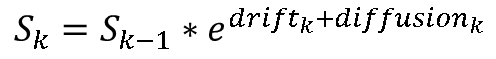 S_k = S_{k-1} * e^{drift_k + diffusion_k}